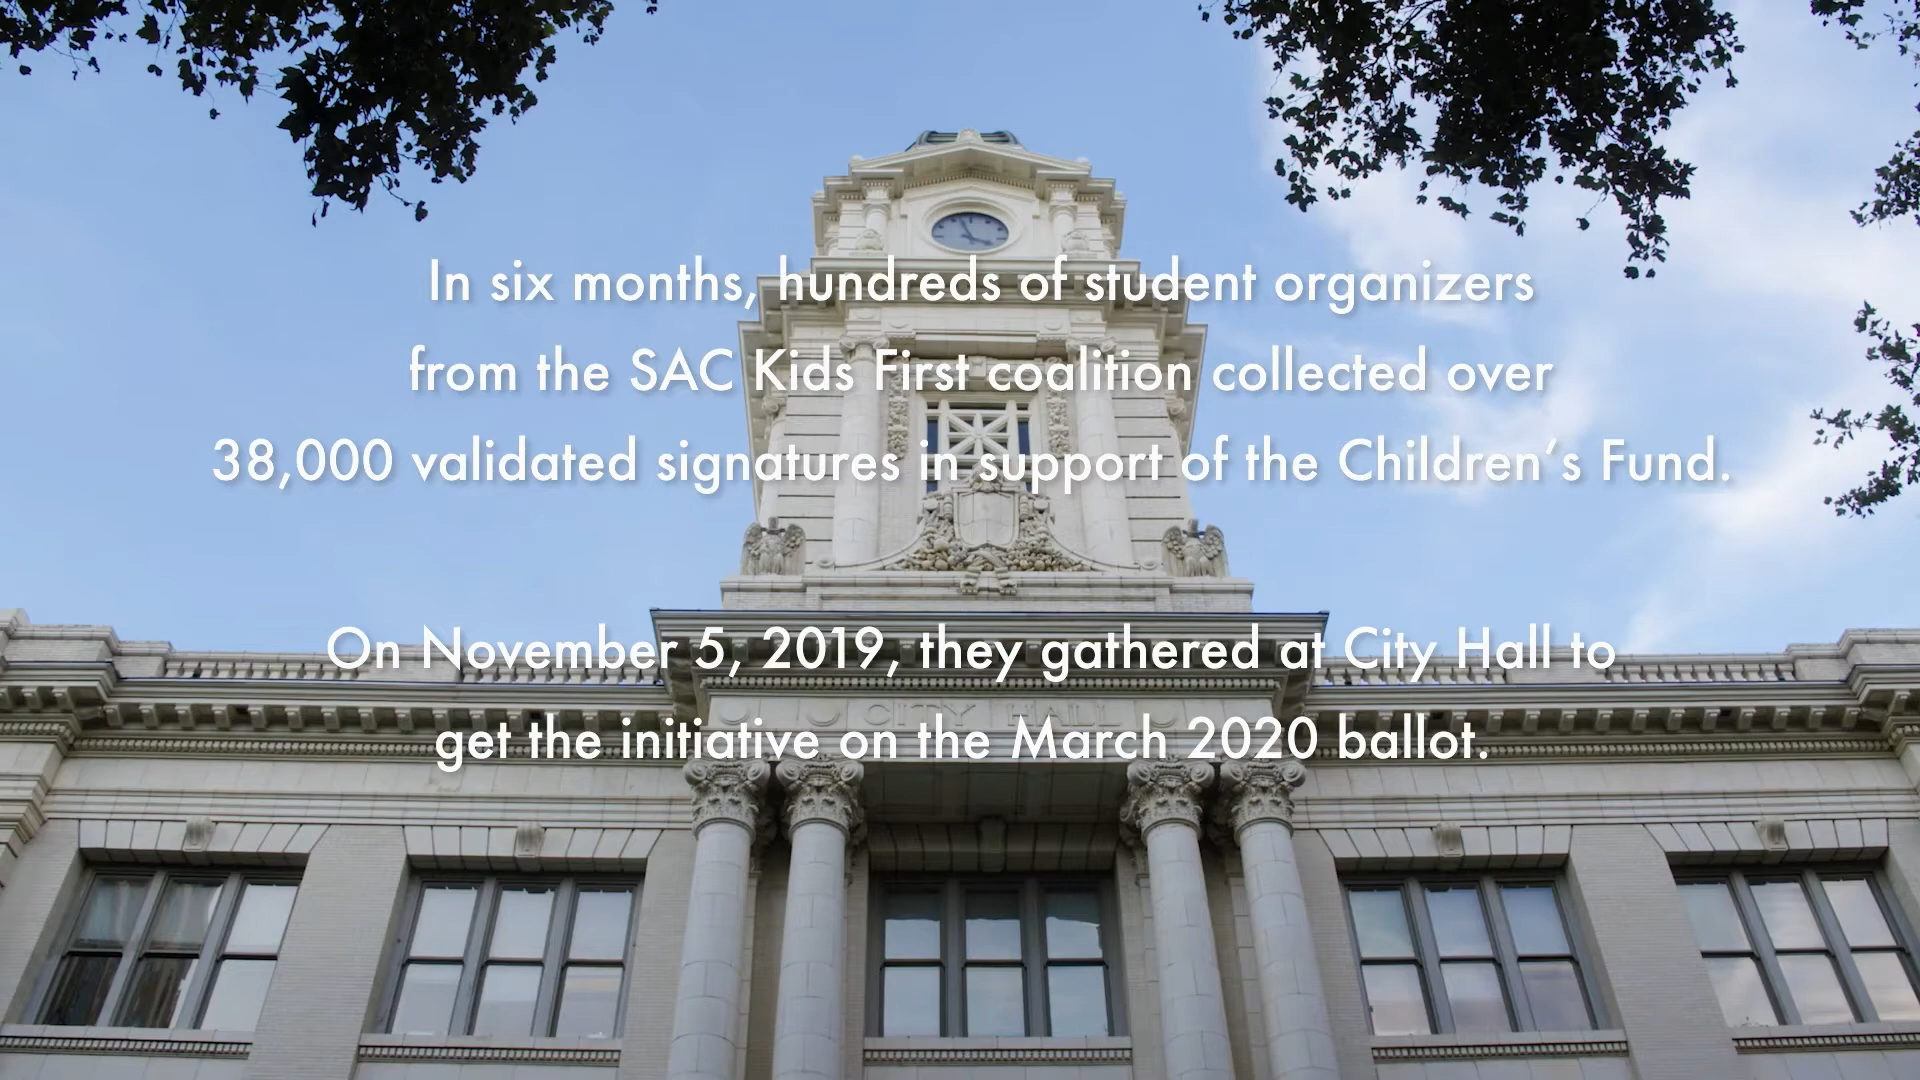 In six months, hundreds of student organizers
from the SAC Kids First coalition collected over
38,000 validated signatures in support of the Children’s Fund.
On November 5, 2019, they gathered at City Hall to
CITY HALL
get the initiative on the March 2020 ballot.